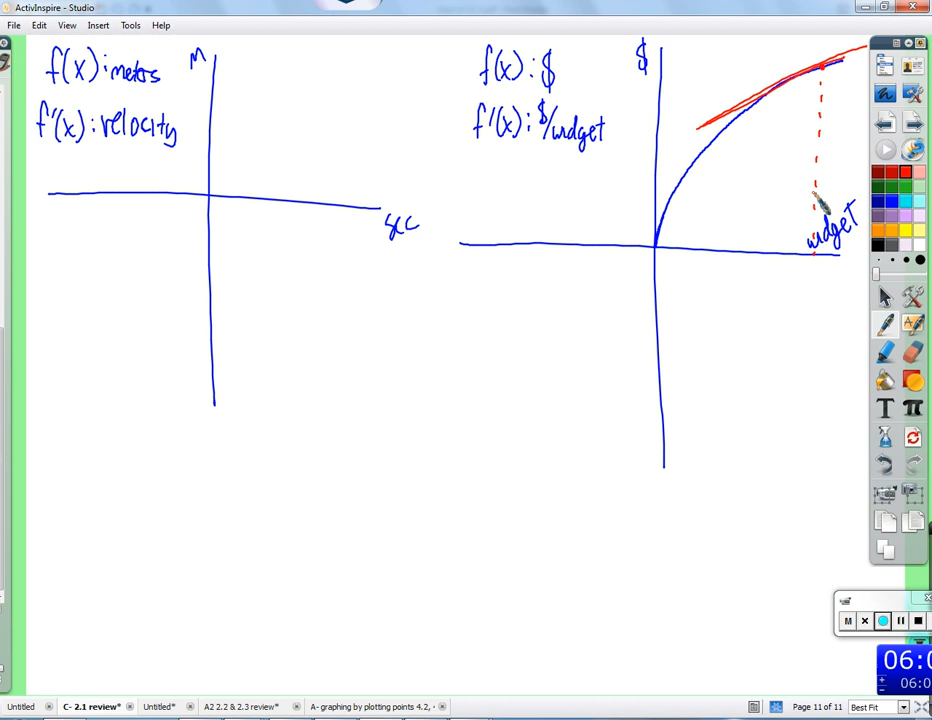 ActivInspire - Studio
File Edit View Insert Tools Help
f(x) : meters
f'(x) : velocity
M
sec
f(x) : $
f'(x) : $/widget
$
widget
T π
M
06:0
06:0
Untitled C- 2.1 review* Untitled* A2 2.2 & 2.3 review* A- graphing by plotting points 4.2, Page 11 of 11 Best Fit